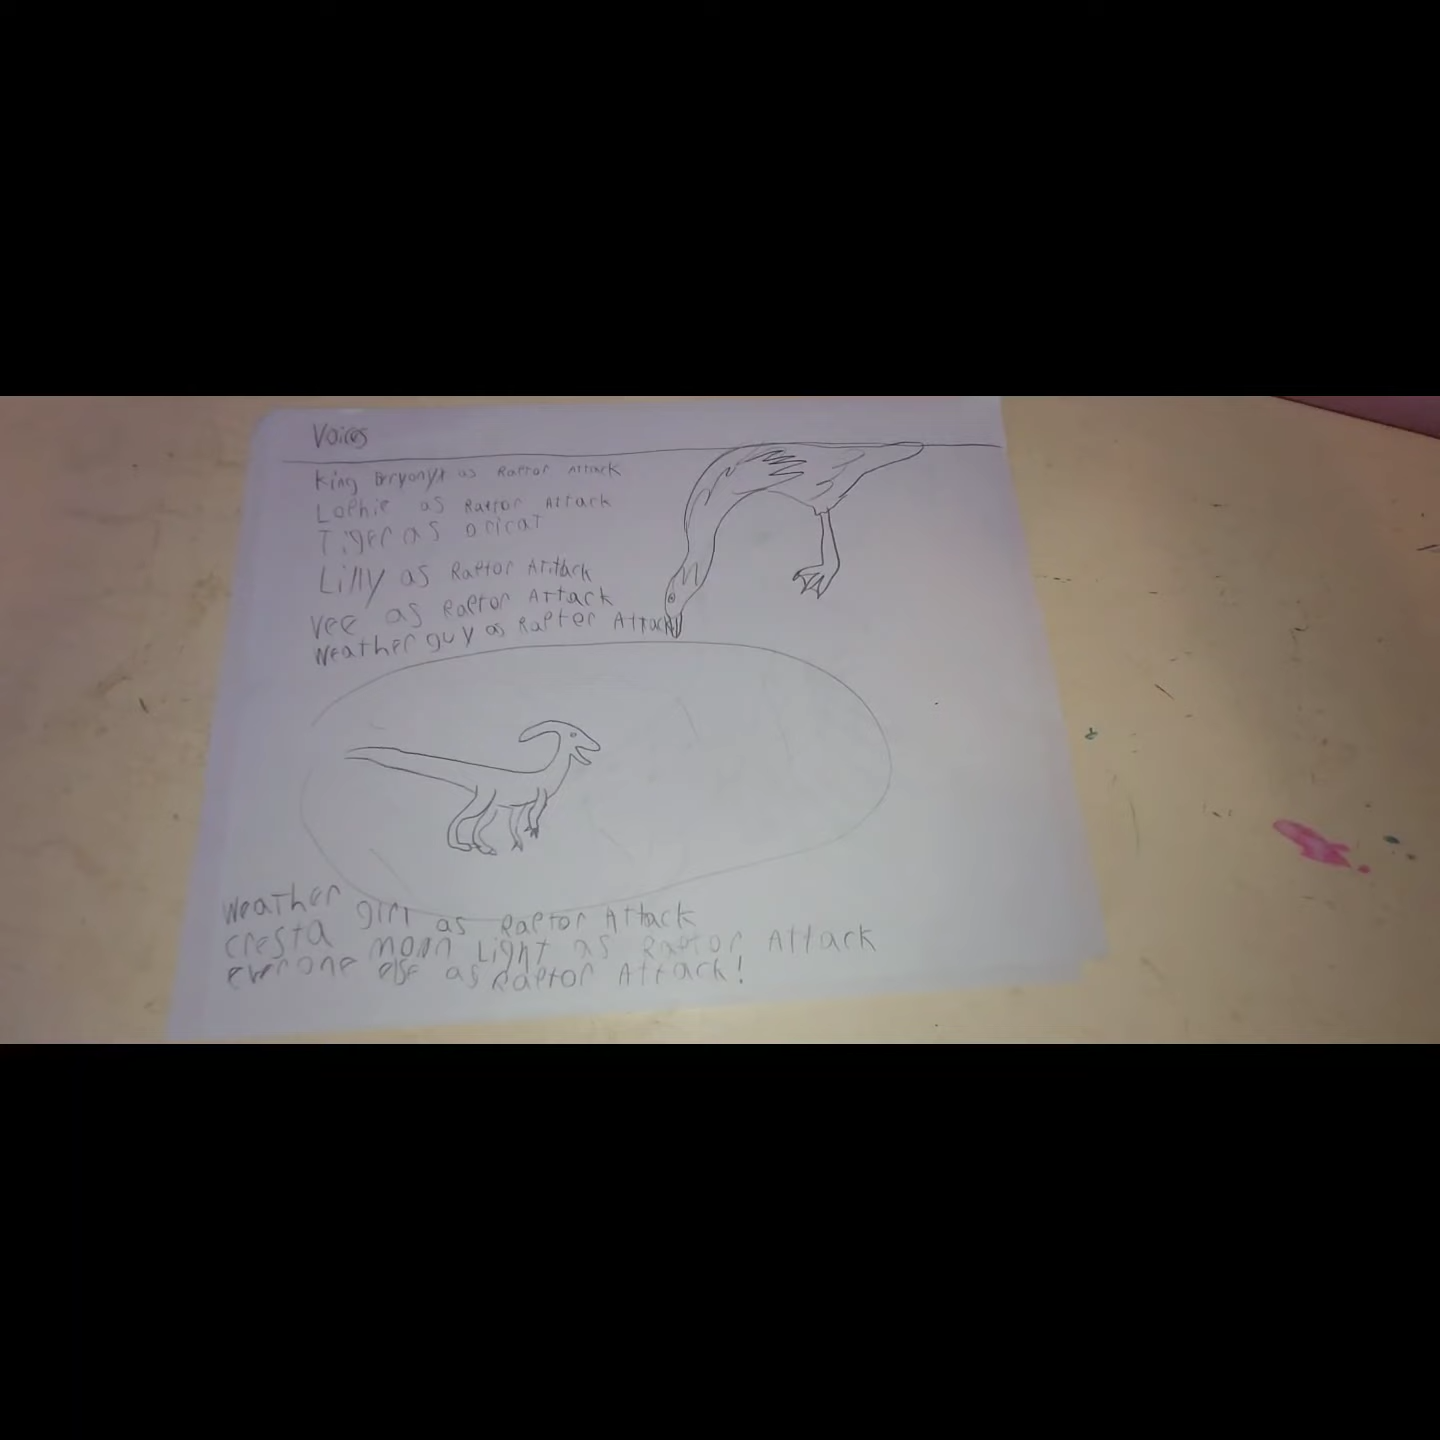 Voices
King Baryonyx as Raptor Attack
Lophie as Raptor Attack
Tiger as oricat
Lilly as Raptor Attack
Vee as Raptor Attack
Weather guy as Rapter Attack
Weather girl as Raptor Attack
cresta moon Light as Raptor Attack
everone else as Raptor Attack!